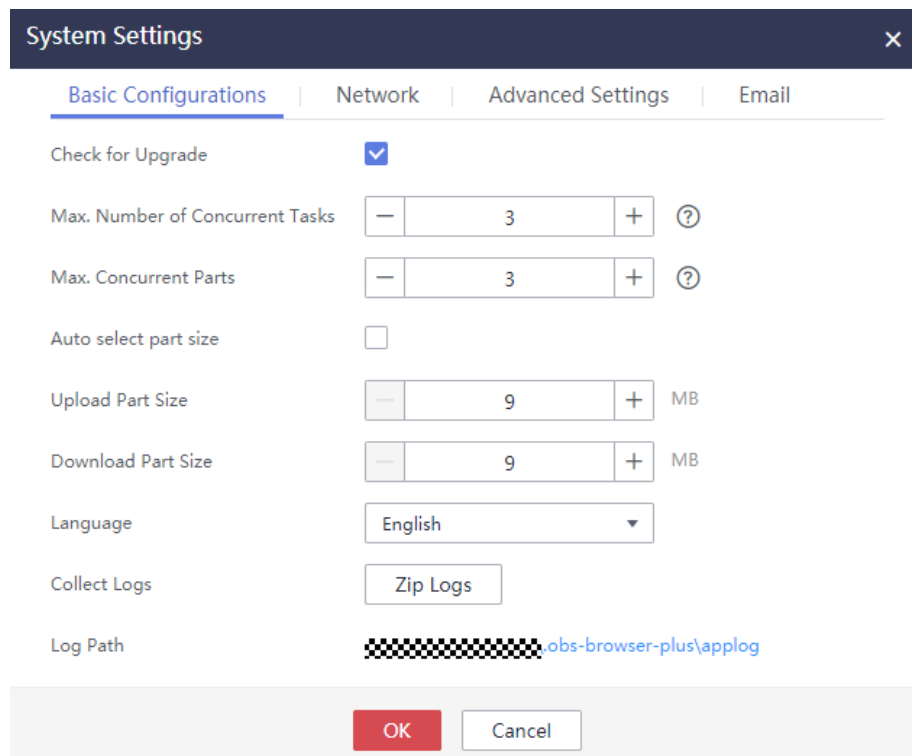 System Settings
Basic Configurations Network Advanced Settings Email
Check for Upgrade
Max. Number of Concurrent Tasks 3
Max. Concurrent Parts 3
Auto select part size
Upload Part Size 9 MB
Download Part Size 9 MB
Language English
Collect Logs Zip Logs
Log Path .obs-browser-plus\applog
OK Cancel